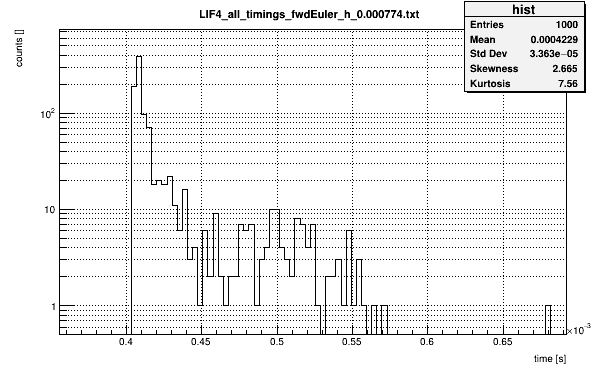 LIF4_all_timings_fwdEuler_h_0.000774.txt
hist
Entries 1000
Mean 0.0004229
Std Dev 3.363e−05
Skewness 2.665
Kurtosis 7.56
counts []
10²
10
1
0.4 0.45 0.5 0.55 0.6 0.65
×10⁻³
time [s]